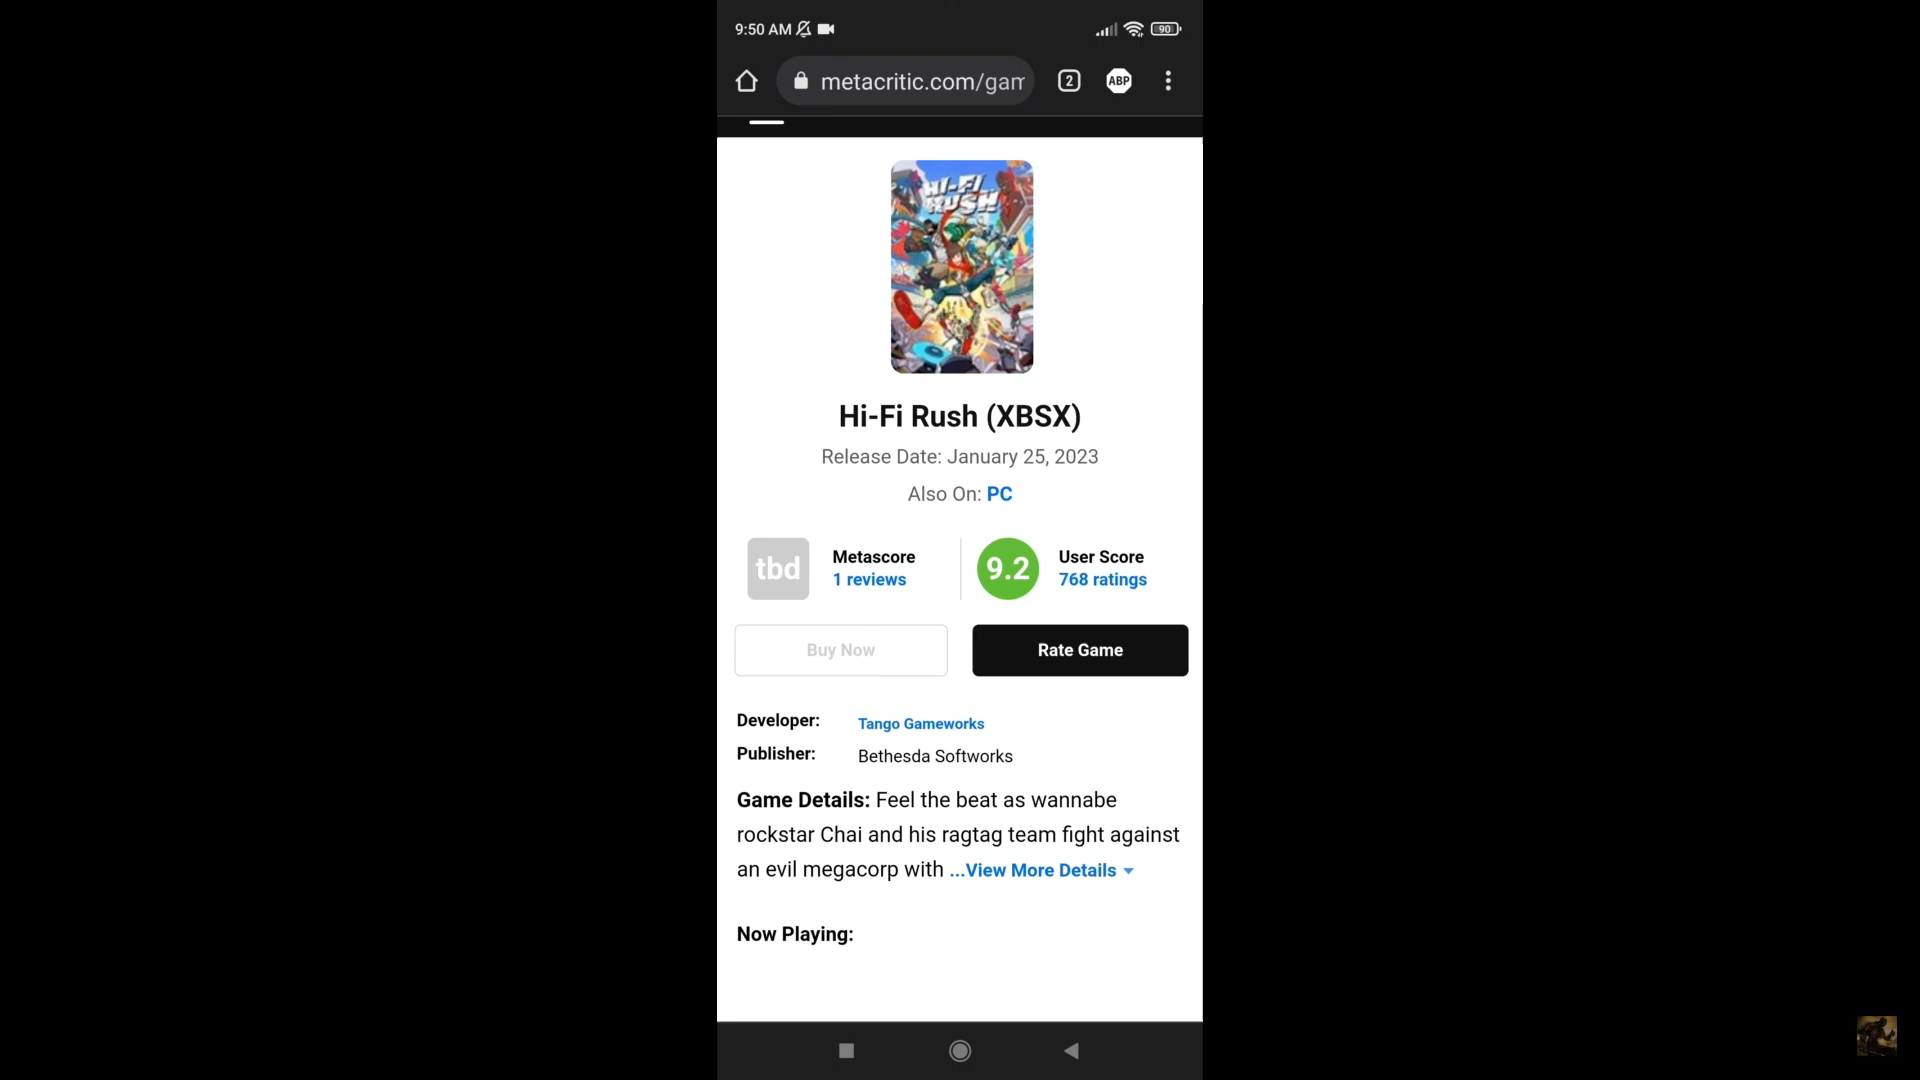 9:50 AM
90
metacritic.com/gam
2
ABP
HI-FI
RUSH
Hi-Fi Rush (XBSX)
Release Date: January 25, 2023
Also On: PC
tbd
Metascore
1 reviews
9.2
User Score
768 ratings
Buy Now
Rate Game
Developer: Tango Gameworks
Publisher: Bethesda Softworks
Game Details: Feel the beat as wannabe
rockstar Chai and his ragtag team fight against
an evil megacorp with ...View More Details
Now Playing: